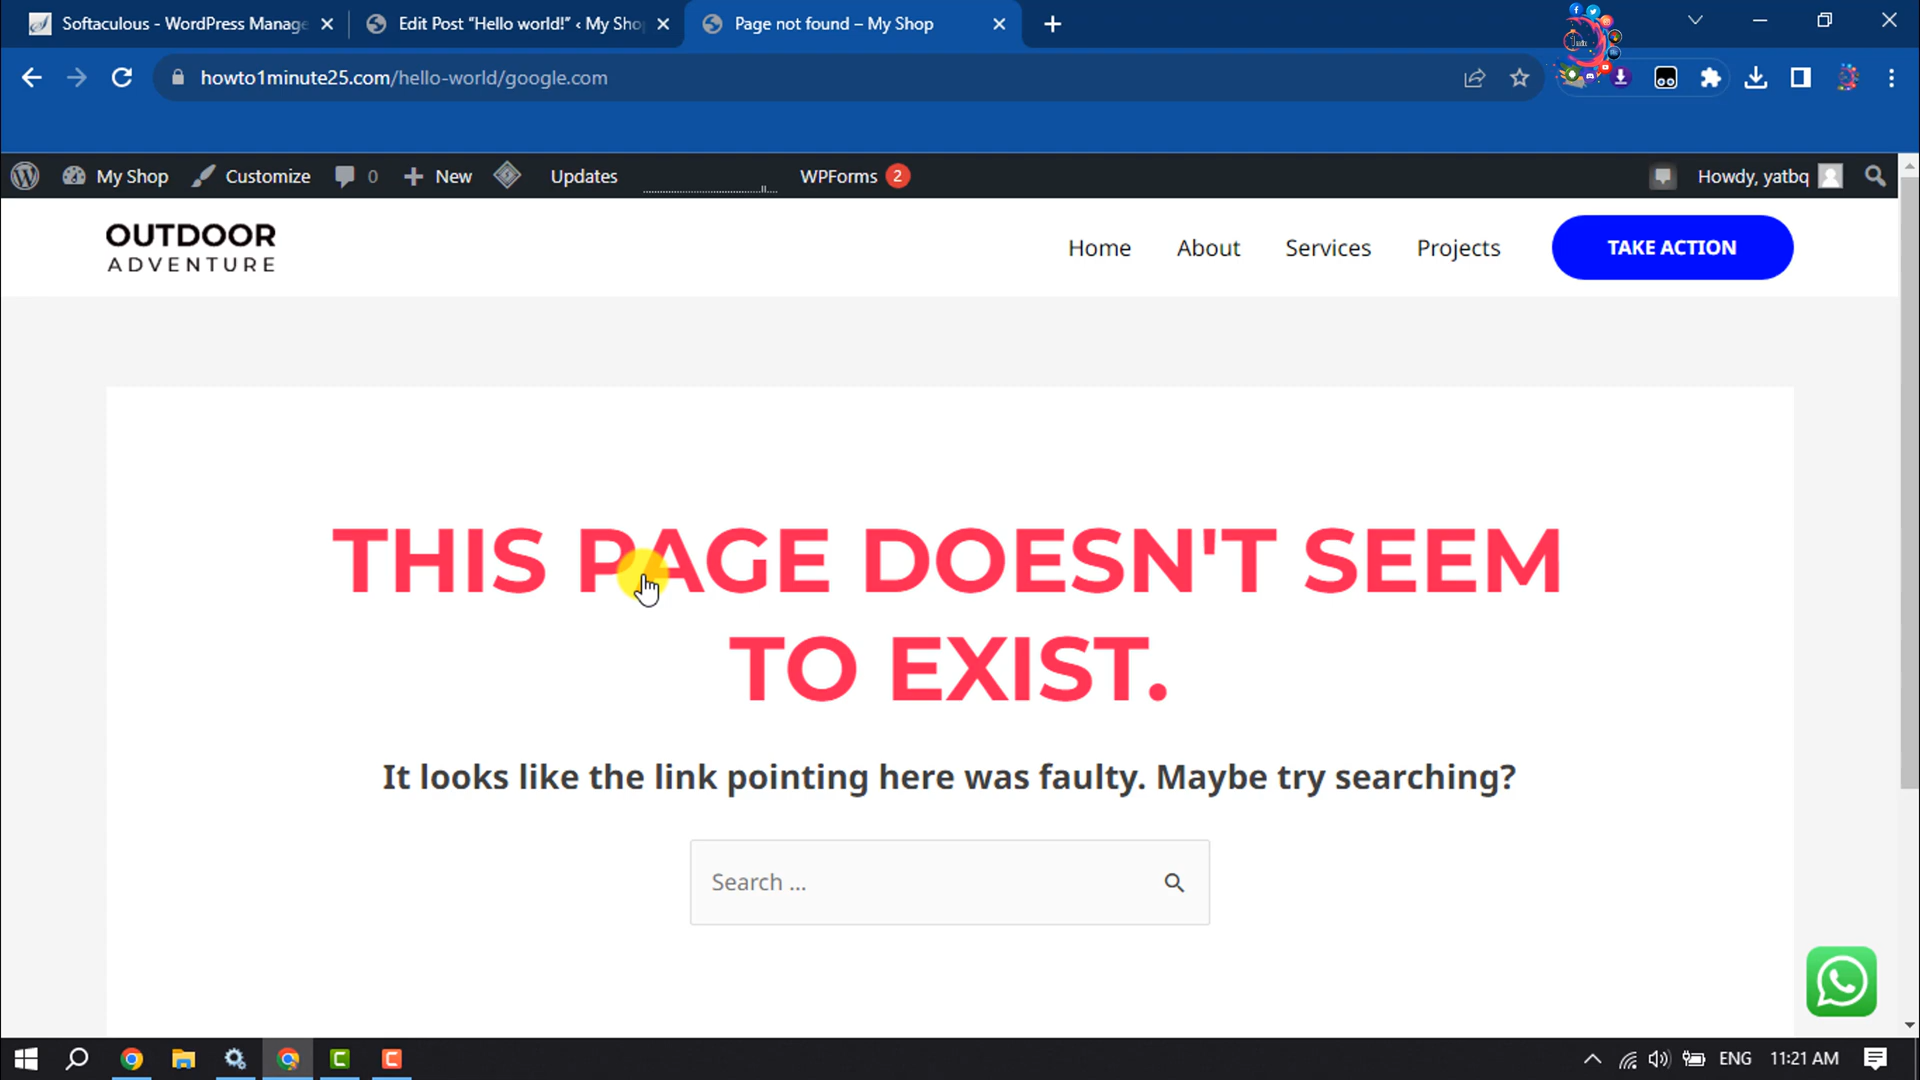 Softaculous - WordPress Manage
Edit Post “Hello world!” ‹ My Sho
Page not found – My Shop
howto1minute25.com/hello-world/google.com
My Shop
Customize
0
New
Updates
WPForms 2
Howdy, yatbq
OUTDOOR
ADVENTURE
Home
About
Services
Projects
TAKE ACTION
THIS PAGE DOESN'T SEEM
TO EXIST.
It looks like the link pointing here was faulty. Maybe try searching?
Search ...
ENG
11:21 AM